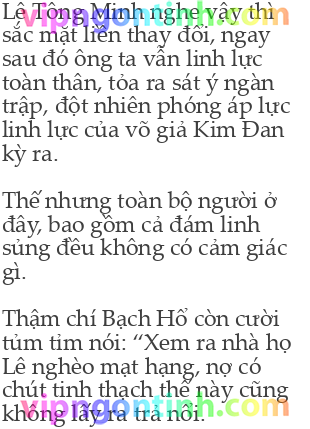 Lê Tông Minh nghe vậy thì
sắc mặt liền thay đổi, ngay
sau đó ông ta vẫn linh lực
toàn thân, tỏa ra sát ý ngàn
trập, đột nhiên phóng áp lực
linh lực của võ giả Kim Đan
kỳ ra.
Thế nhưng toàn bộ người ở
đây, bao gồm cả đám linh
sủng đều không có cảm giác
gì.
Thậm chí Bạch Hổ còn cười
tủm tỉm nói: “Xem ra nhà họ
Lê nghèo mạt hạng, nợ có
chút tinh thạch thế này cũng
không lấy ra trả nổi.
vipngontinh.com
vipngontinh.com